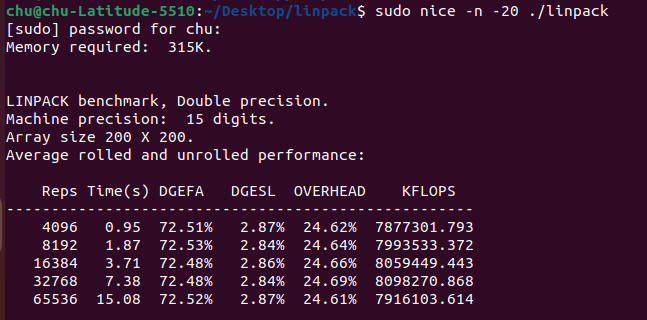 chu@chu-Latitude-5510:~/Desktop/linpack$ sudo nice -n -20 ./linpack
[sudo] password for chu:
Memory required:  315K.
LINPACK benchmark, Double precision.
Machine precision:  15 digits.
Array size 200 X 200.
Average rolled and unrolled performance:
    Reps Time(s) DGEFA   DGESL  OVERHEAD    KFLOPS
----------------------------------------------------
    4096   0.95  72.51%   2.87%  24.62%  7877301.793
    8192   1.87  72.53%   2.84%  24.64%  7993533.372
   16384   3.71  72.48%   2.86%  24.66%  8059449.443
   32768   7.38  72.48%   2.84%  24.69%  8098270.868
   65536  15.08  72.52%   2.87%  24.61%  7916103.614